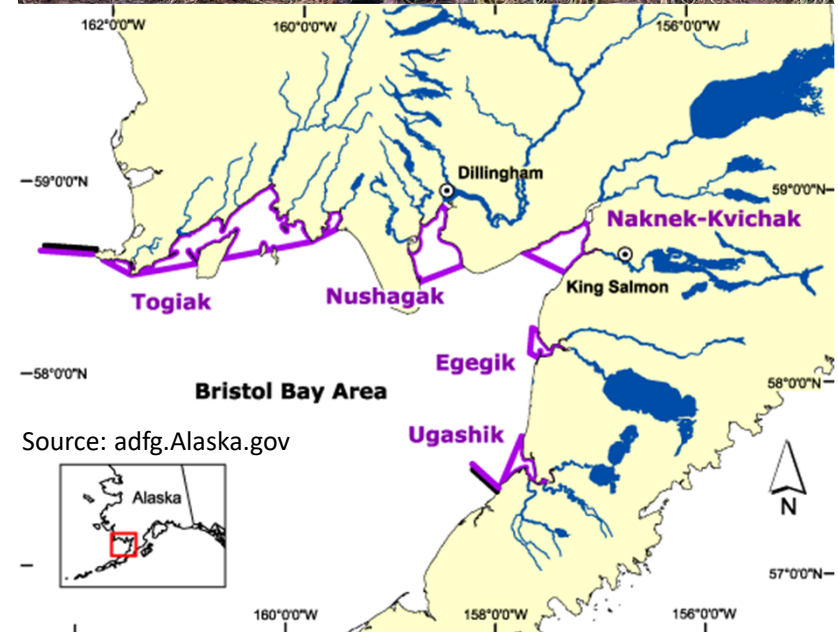 162°0'0"W
160°0'0"W
156°0'0"W
59°0'0"N
Dillingham
59°0'0"N
Naknek-Kvichak
King Salmon
Togiak
Nushagak
Egegik
58°0'0"N
58°0'0"N
Bristol Bay Area
Ugashik
Source: adfg.Alaska.gov
Alaska
N
57°0'0"N
160°0'0"W
158°0'0"W
156°0'0"W